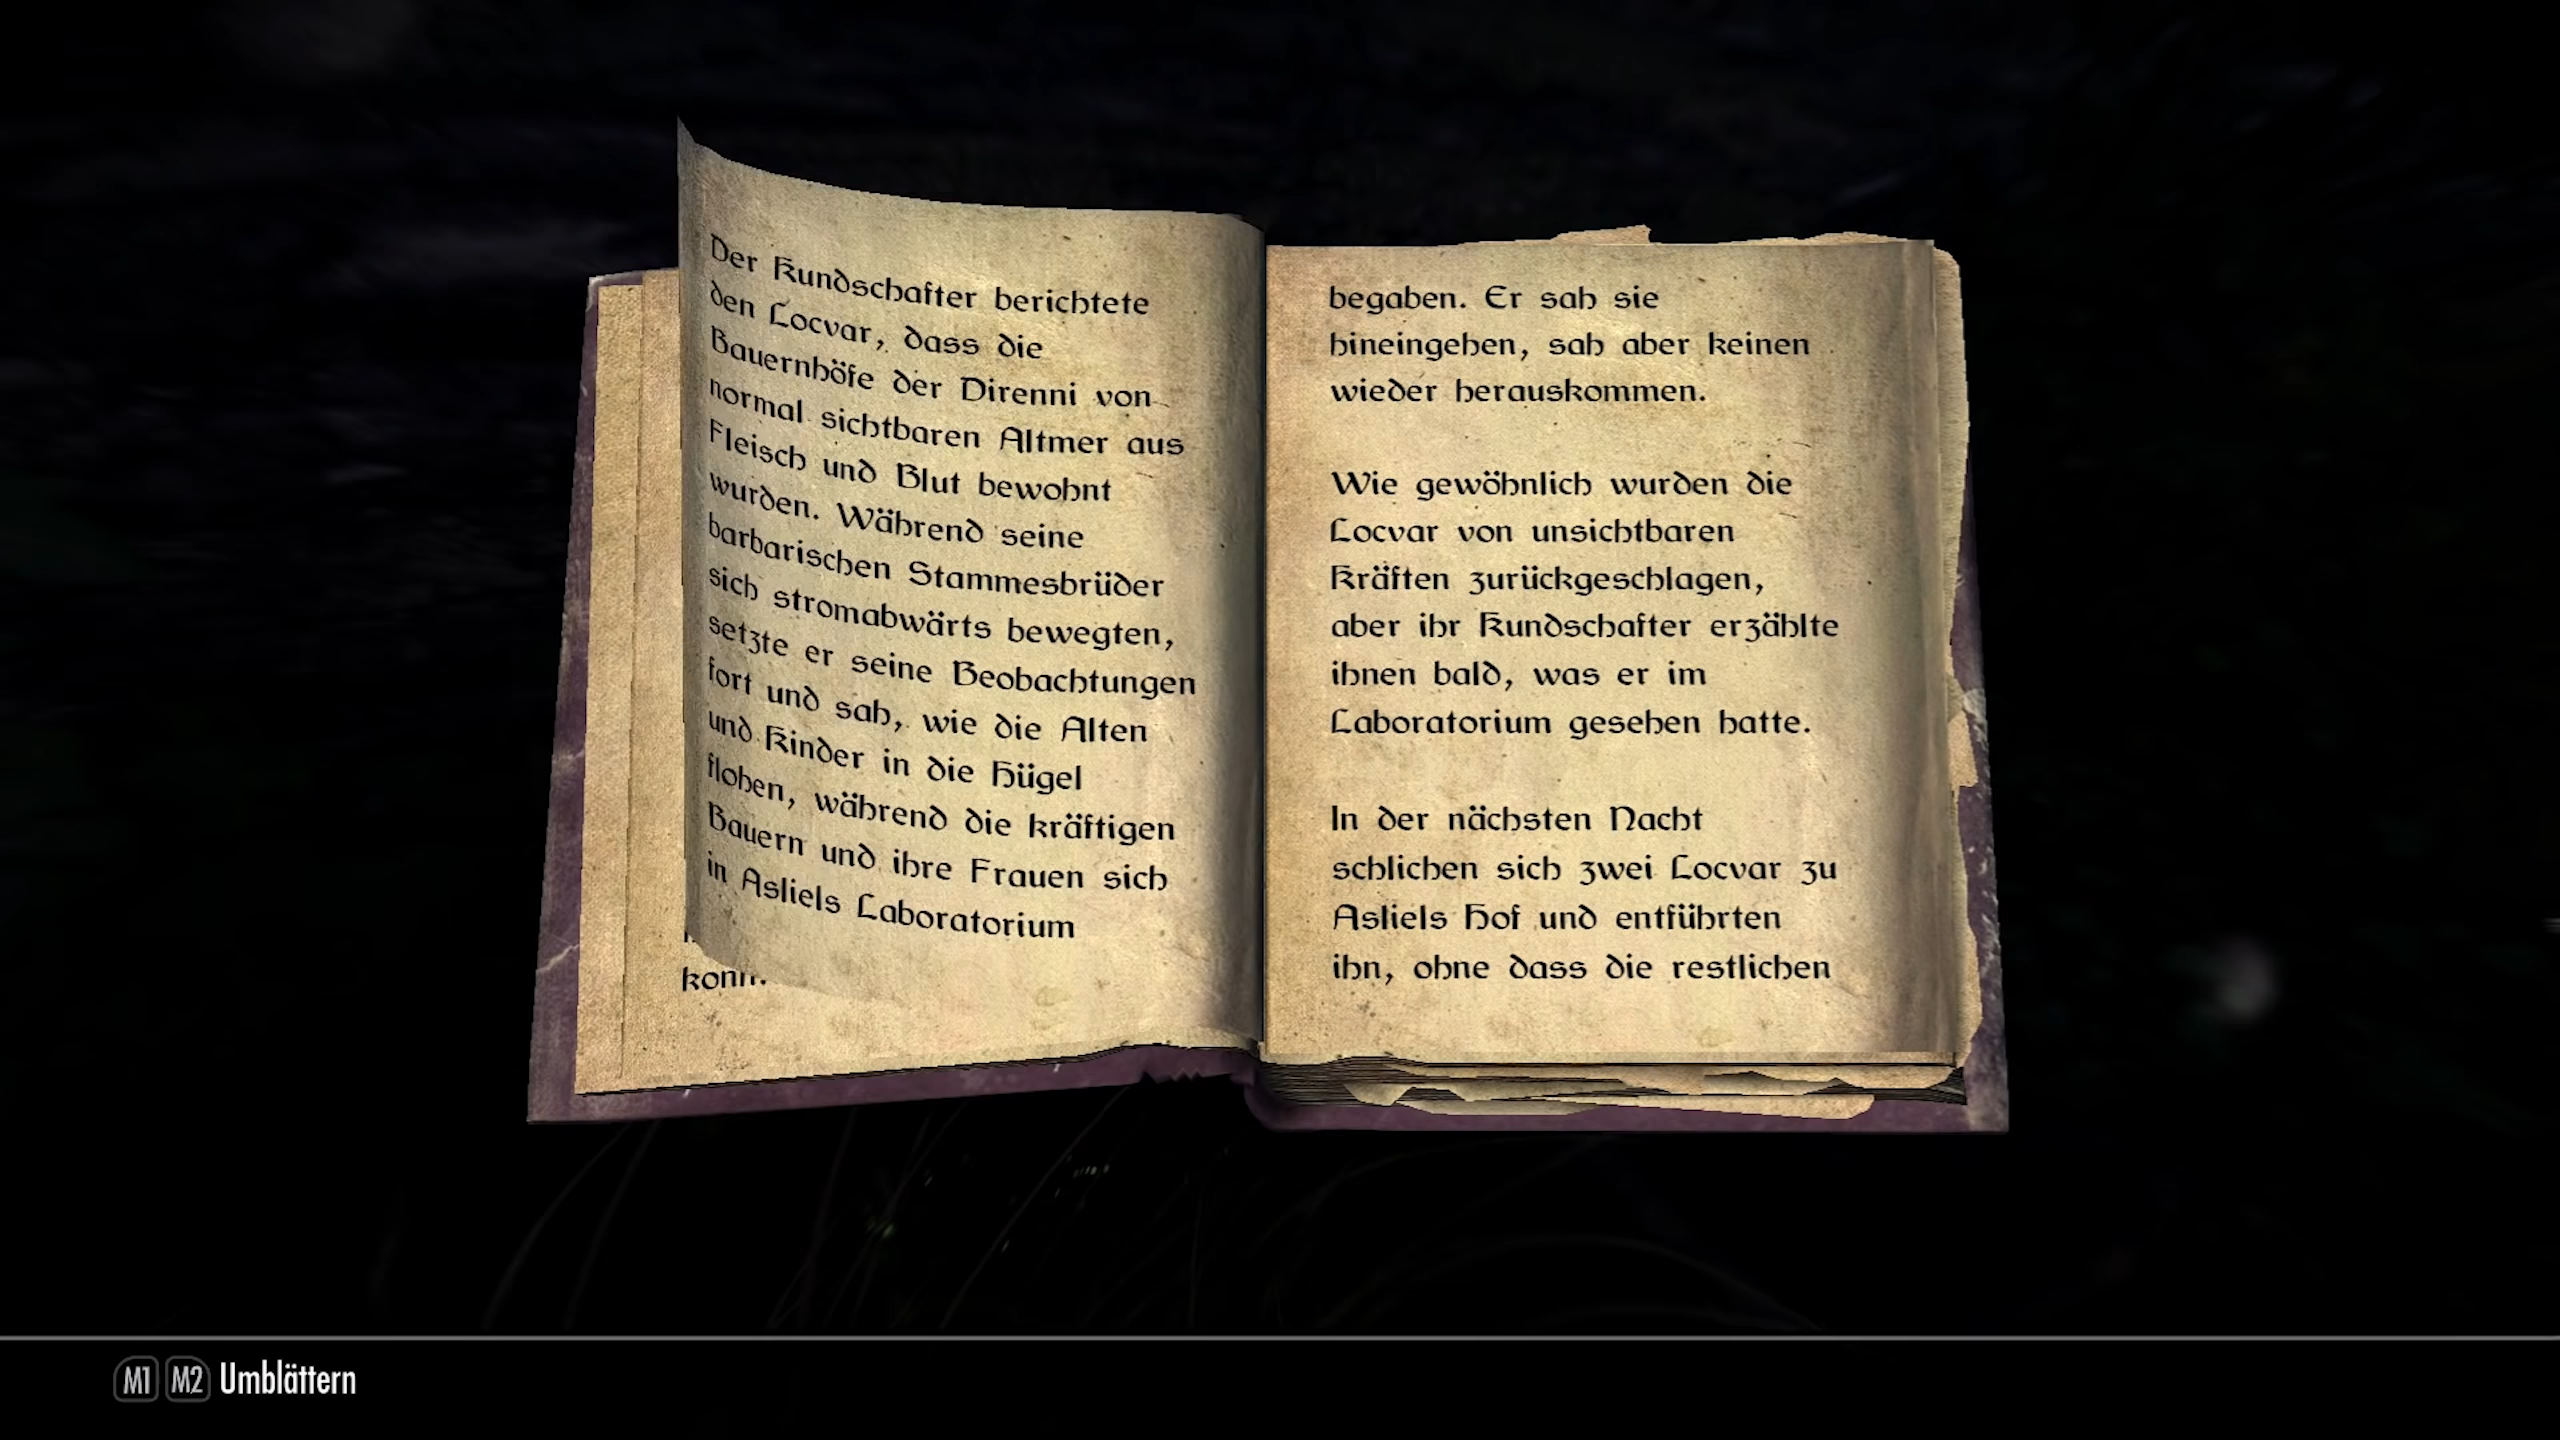 Der Kundschafter berichtete
den Locvar, dass die
Bauernhöfe der Direnni von
normal sichtbaren Altmer aus
Fleisch und Blut bewohnt
wurden. Während seine
barbarischen Stammesbrüder
sich stromabwärts bewegten,
setzte er seine Beobachtungen
fort und sah, wie die Alten
und Kinder in die Hügel
flohen, während die kräftigen
Bauern und ihre Frauen sich
in Asliels Laboratorium
begaben. Er sah sie
hineingehen, sah aber keinen
wieder herauskommen.
Wie gewöhnlich wurden die
Locvar von unsichtbaren
Kräften zurückgeschlagen,
aber ihr Kundschafter erzählte
ihnen bald, was er im
Laboratorium gesehen hatte.
In der nächsten Nacht
schlichen sich zwei Locvar zu
Asliels Hof und entführten
ihn, ohne dass die restlichen
M1 M2 Umblättern